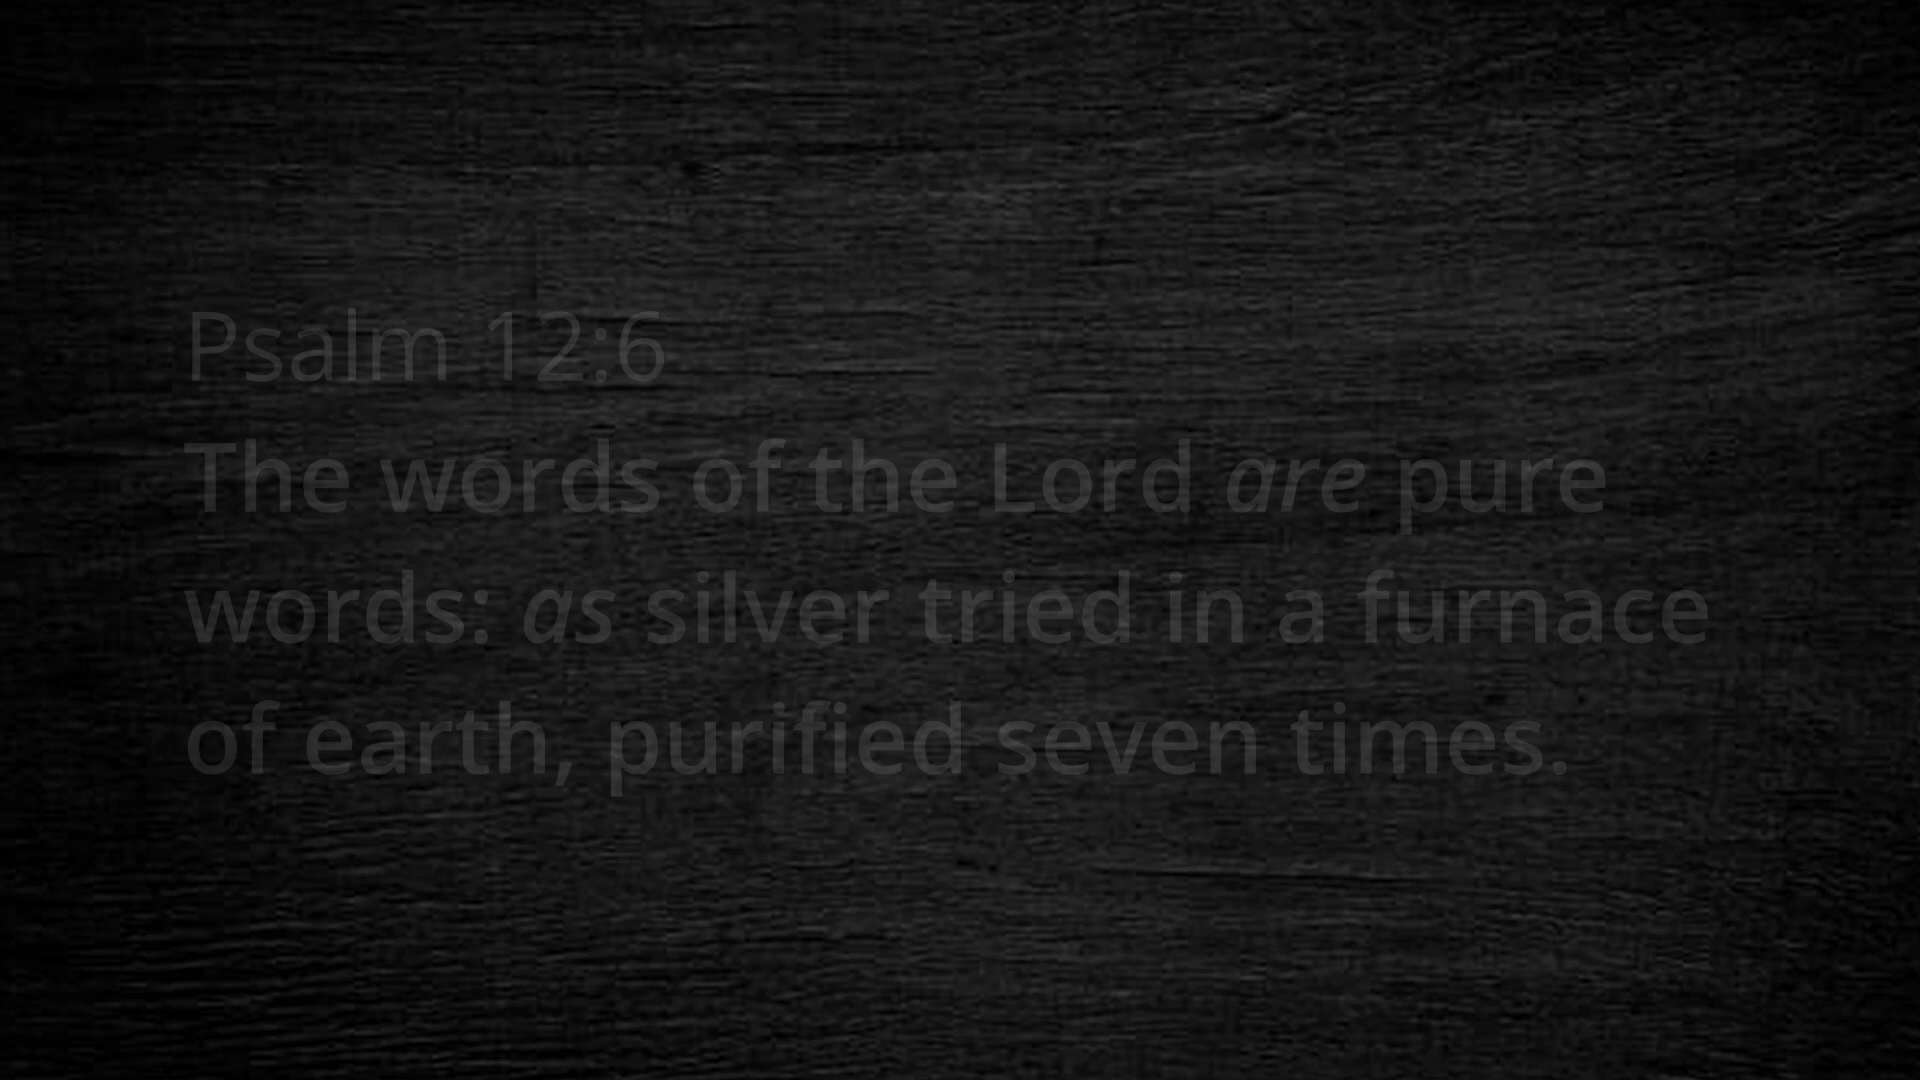 Psalm 12:6
The words of the Lord are pure
words: as silver tried in a furnace
of earth, purified seven times.